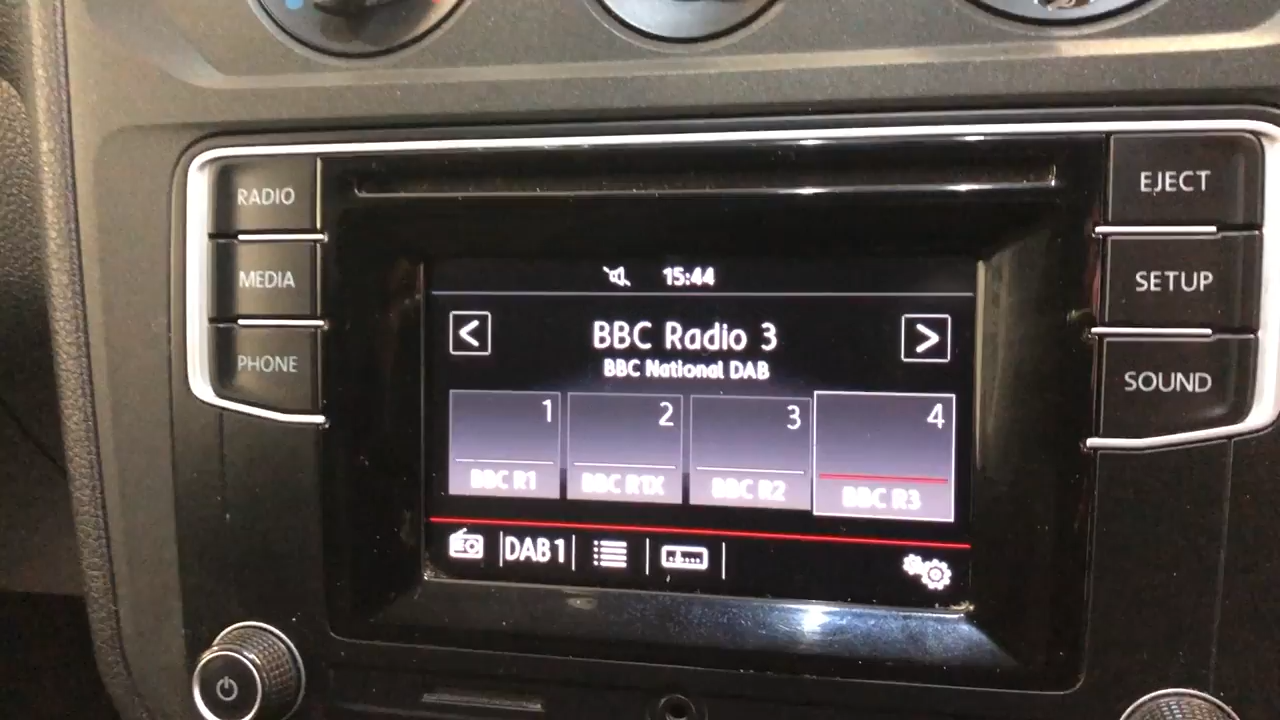 RADIO
MEDIA
PHONE
EJECT
SETUP
SOUND
15:44
< BBC Radio 3 >
BBC National DAB
1 2 3 4
BBC R1 BBC R1X BBC R2 BBC R3
DAB1